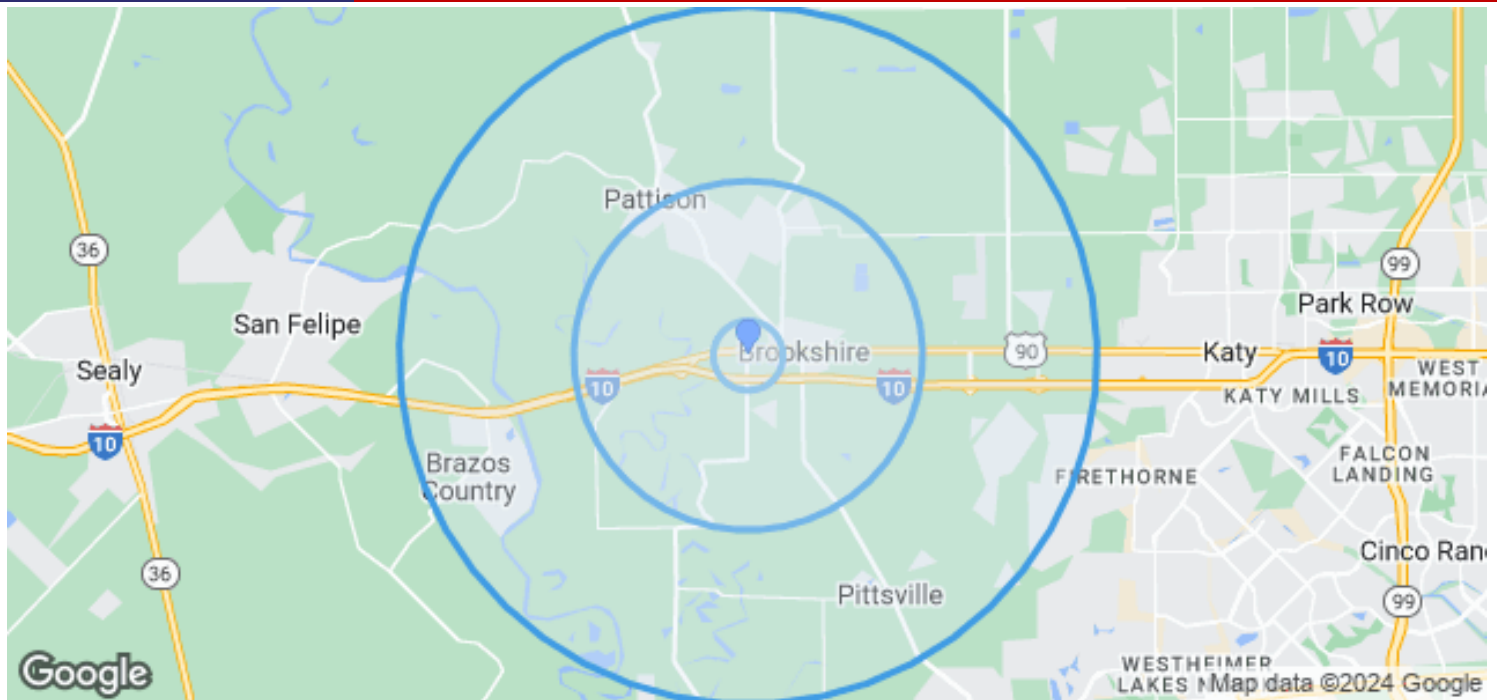 Pattison
36
99
San Felipe
Park Row
Brookshire
90
Katy
10
Sealy
10
10
WEST
MEMORIA
KATY MILLS
10
Brazos
Country
FIRETHORNE
FALCON
LANDING
36
Cinco Ran
Pittsville
99
Google
WESTHEIMER
LAKES N
Map data ©2024 Google